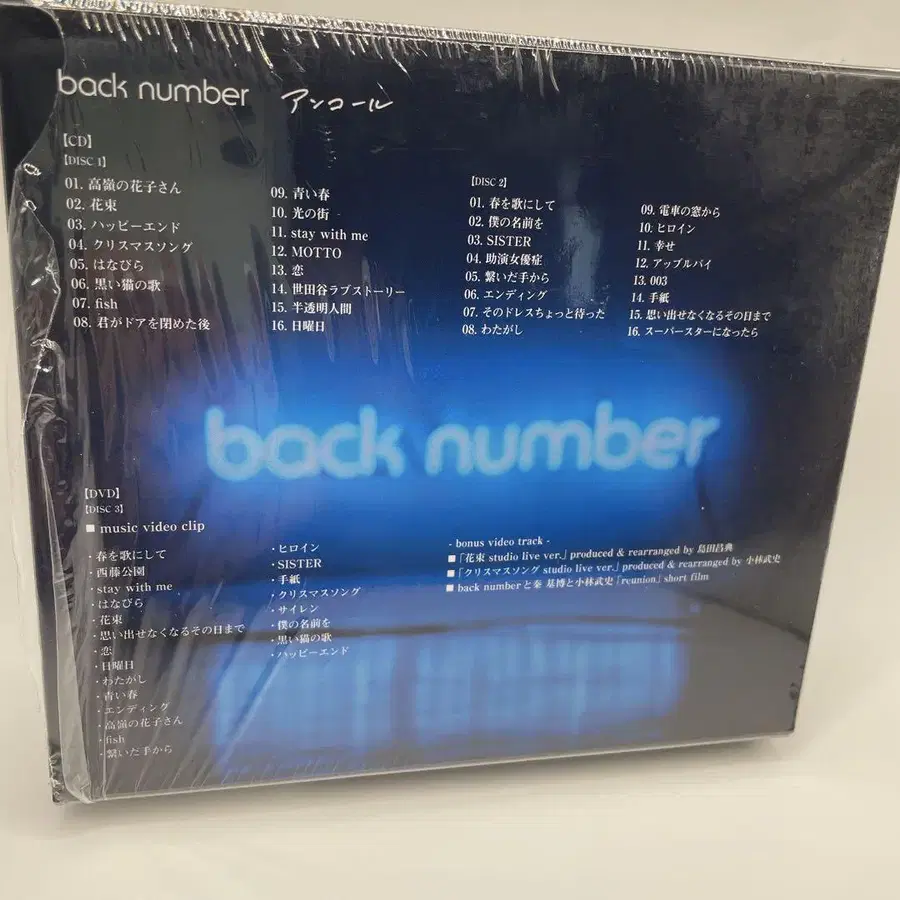 back number アンコール
【CD】
【DISC 1】
01. 高嶺の花子さん
02. 花束
03. ハッピーエンド
04. クリスマスソング
05. はなびら
06. 黒い猫の歌
07. fish
08. 君がドアを閉めた後
09. 青い春
10. 光の街
11. stay with me
12. MOTTO
13. 恋
14. 世田谷ラブストーリー
15. 半透明人間
16. 日曜日
【DISC 2】
01. 春を歌にして
02. 僕の名前を
03. SISTER
04. 助演女優症
05. 繋いだ手から
06. エンディング
07. そのドレスちょっと待った
08. わたがし
09. 電車の窓から
10. ヒロイン
11. 幸せ
12. アップルパイ
13. 003
14. 手紙
15. 思い出せなくなるその日まで
16. スーパースターになったら
back number
【DVD】
【DISC 3】
■ music video clip
・春を歌にして
・西藤公園
・stay with me
・はなびら
・花束
・思い出せなくなるその日まで
・恋
・日曜日
・わたがし
・青い春
・エンディング
・高嶺の花子さん
・fish
・繋いだ手から
・ヒロイン
・SISTER
・手紙
・クリスマスソング
・サイレン
・僕の名前を
・黒い猫の歌
・ハッピーエンド
- bonus video track -
■「花束 studio live ver.」produced & rearranged by 島田昌典
■「クリスマスソング studio live ver.」produced & rearranged by 小林武史
■ back numberと秦 基博と小林武史「reunion」short film